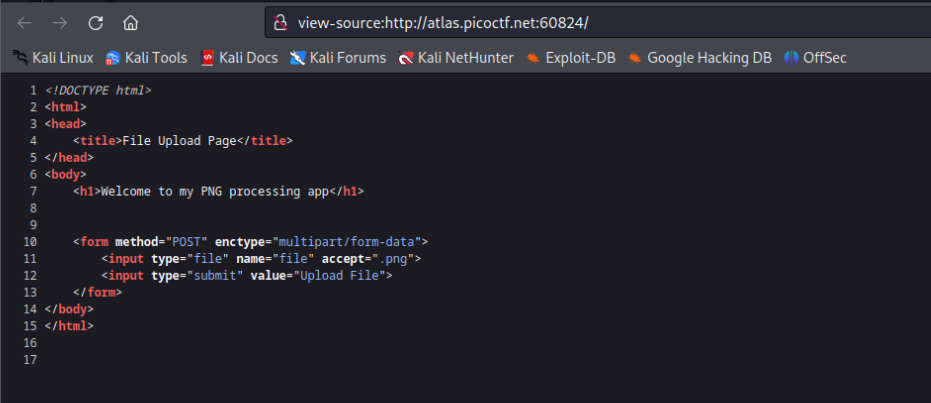 view-source:http://atlas.picoctf.net:60824/
Kali Linux Kali Tools Kali Docs Kali Forums Kali NetHunter Exploit-DB Google Hacking DB OffSec
1 <!DOCTYPE html>
2 <html>
3 <head>
4     <title>File Upload Page</title>
5 </head>
6 <body>
7     <h1>Welcome to my PNG processing app</h1>
8
9
10     <form method="POST" enctype="multipart/form-data">
11         <input type="file" name="file" accept=".png">
12         <input type="submit" value="Upload File">
13     </form>
14 </body>
15 </html>
16
17